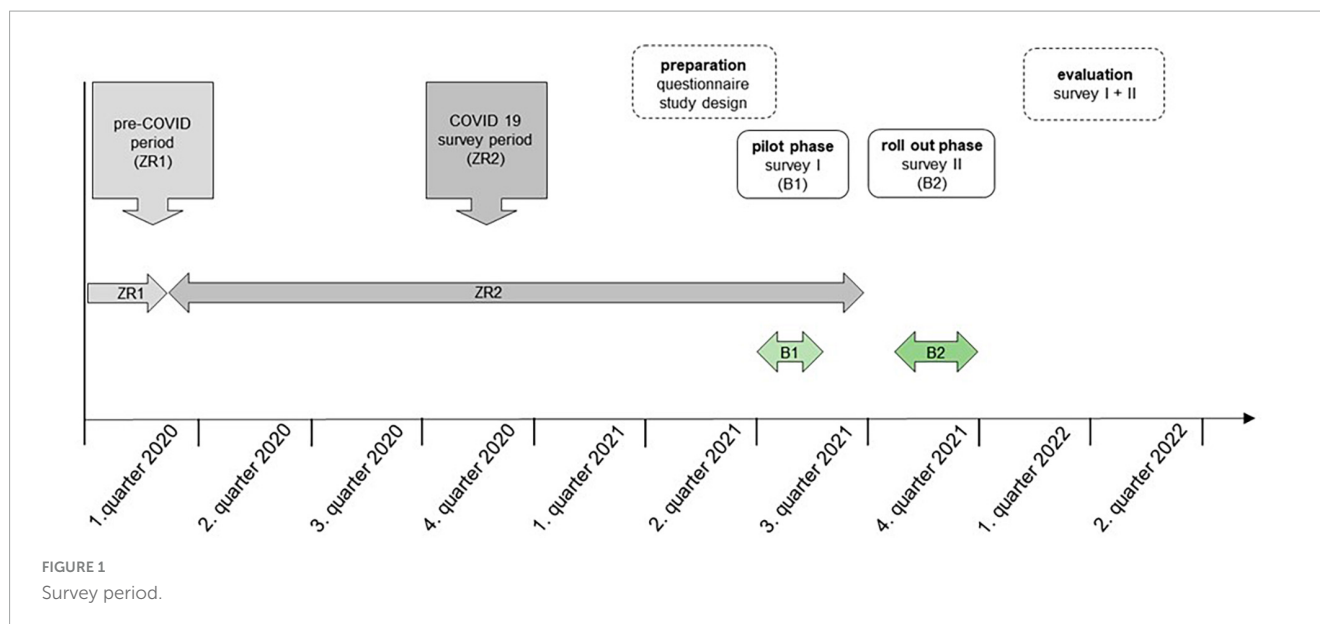 preparation
questionnaire
study design
evaluation
survey I + II
pre-COVID
period
(ZR1)
COVID 19
survey period
(ZR2)
pilot phase
survey I
(B1)
roll out phase
survey II
(B2)
ZR1
ZR2
B1
B2
1.quarter 2020
2. quarter 2020
3. quarter 2020
4. quarter 2020
1. quarter 2021
2. quarter 2021
3. quarter 2021
4. quarter 2021
1. quarter 2022
2. quarter 2022
FIGURE 1
Survey period.